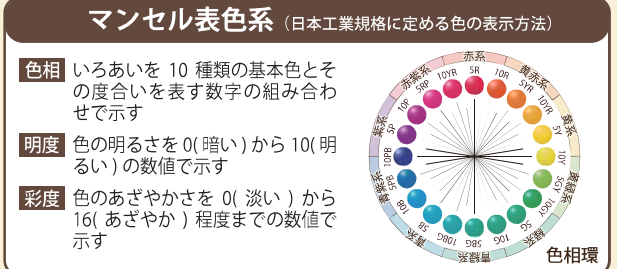 マンセル表色系（日本工業規格に定める色の表示方法）
色相 いろあいを 10 種類の基本色とそ
の度合いを表す数字の組み合わ
せで示す
明度 色の明るさを 0( 暗い ) から 10( 明
るい ) の数値で示す
彩度 色のあざやかさを 0( 淡い ) から
16( あざやか ) 程度までの数値で
示す
赤系
黄赤系
黄系
黄緑系
緑系
青緑系
青系
青紫系
紫系
赤紫系
5R
10R
5YR
10YR
5Y
10Y
5GY
10GY
5G
10G
5BG
10BG
5B
10B
5PB
10PB
5P
10P
5RP
10YR
色相環